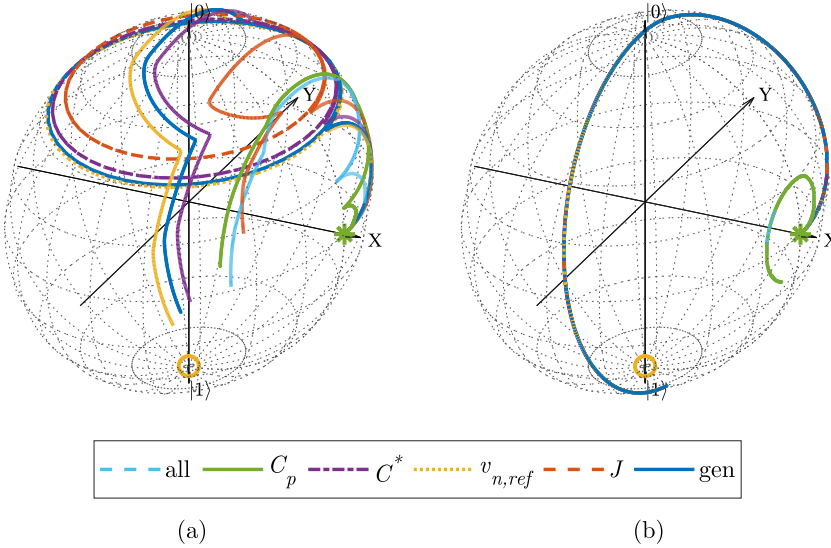 |0⟩ |0⟩
Y Y
X X
|1⟩ |1⟩
all C_p C^* v_{n,ref} J gen
(a) (b)